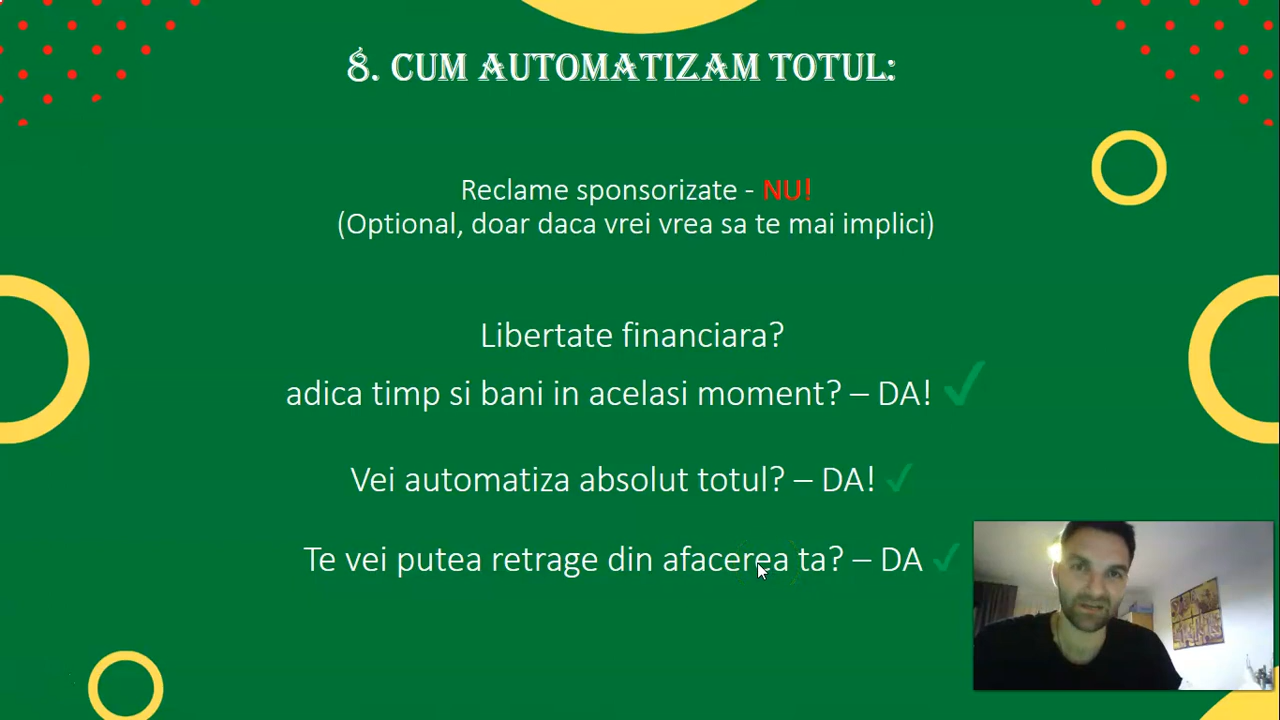 8. CUM AUTOMATIZAM TOTUL:
Reclame sponsorizate - NU!
(Optional, doar daca vrei vrea sa te mai implici)
Libertate financiara?
adica timp si bani in acelasi moment? – DA!
Vei automatiza absolut totul? – DA!
Te vei putea retrage din afacerea ta? – DA